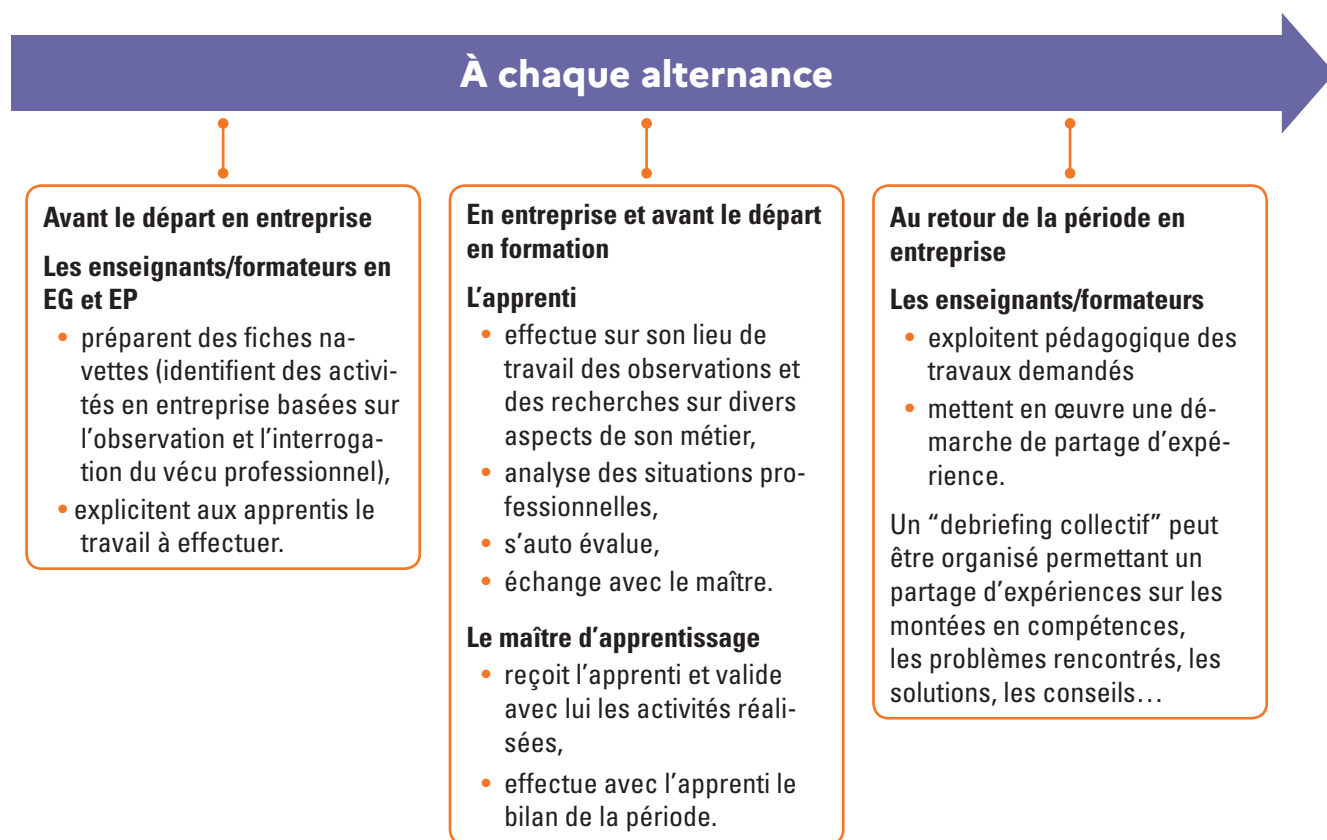 À chaque alternance
Avant le départ en entreprise
Les enseignants/formateurs en
EG et EP
• préparent des fiches na-
vettes (identifient des activi-
tés en entreprise basées sur
l’observation et l’interroga-
tion du vécu professionnel),
• explicitent aux apprentis le
travail à effectuer.
En entreprise et avant le départ
en formation
L’apprenti
• effectue sur son lieu de
travail des observations et
des recherches sur divers
aspects de son métier,
• analyse des situations pro-
fessionnelles,
• s’auto évalue,
• échange avec le maître.
Le maître d’apprentissage
• reçoit l’apprenti et valide
avec lui les activités réali-
sées,
• effectue avec l’apprenti le
bilan de la période.
Au retour de la période en
entreprise
Les enseignants/formateurs
• exploitent pédagogique des
travaux demandés
• mettent en œuvre une dé-
marche de partage d’expé-
rience.
Un “debriefing collectif” peut
être organisé permettant un
partage d’expériences sur les
montées en compétences,
les problèmes rencontrés, les
solutions, les conseils…